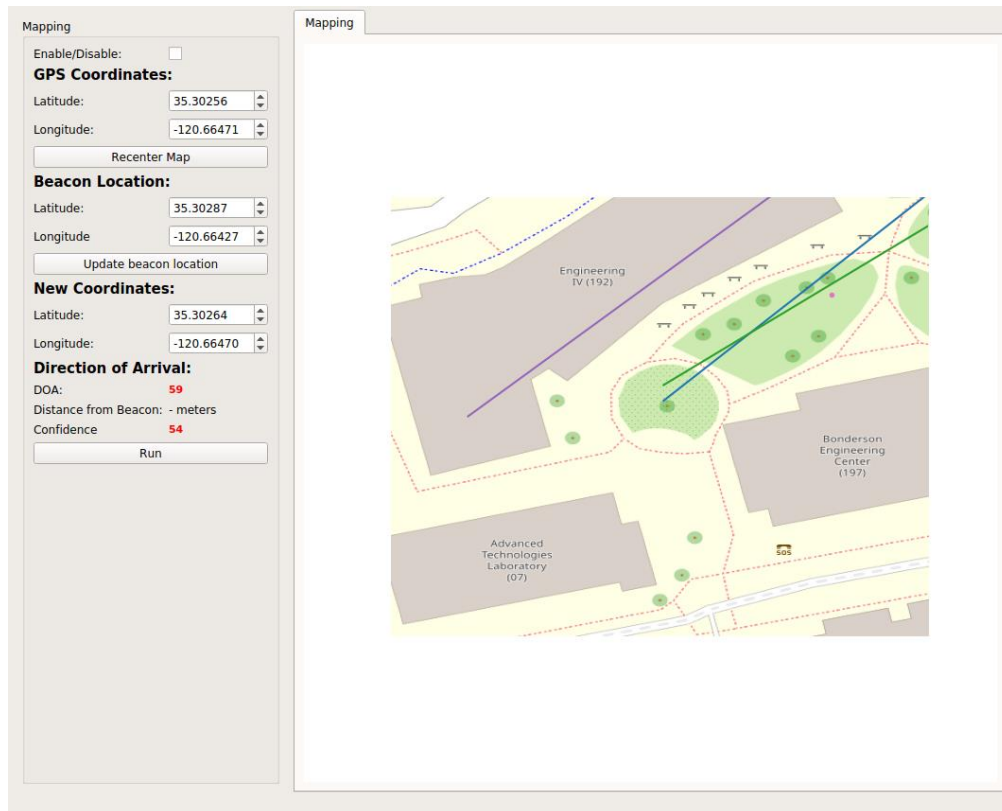 Mapping
Enable/Disable:
GPS Coordinates:
Latitude: 35.30256
Longitude: -120.66471
Recenter Map
Beacon Location:
Latitude: 35.30287
Longitude -120.66427
Update beacon location
New Coordinates:
Latitude: 35.30264
Longitude: -120.66470
Direction of Arrival:
DOA: 59
Distance from Beacon: - meters
Confidence 54
Run
Mapping
Engineering
IV (192)
Bonderson
Engineering
Center
(197)
Advanced
Technologies
Laboratory
(07)
SOS